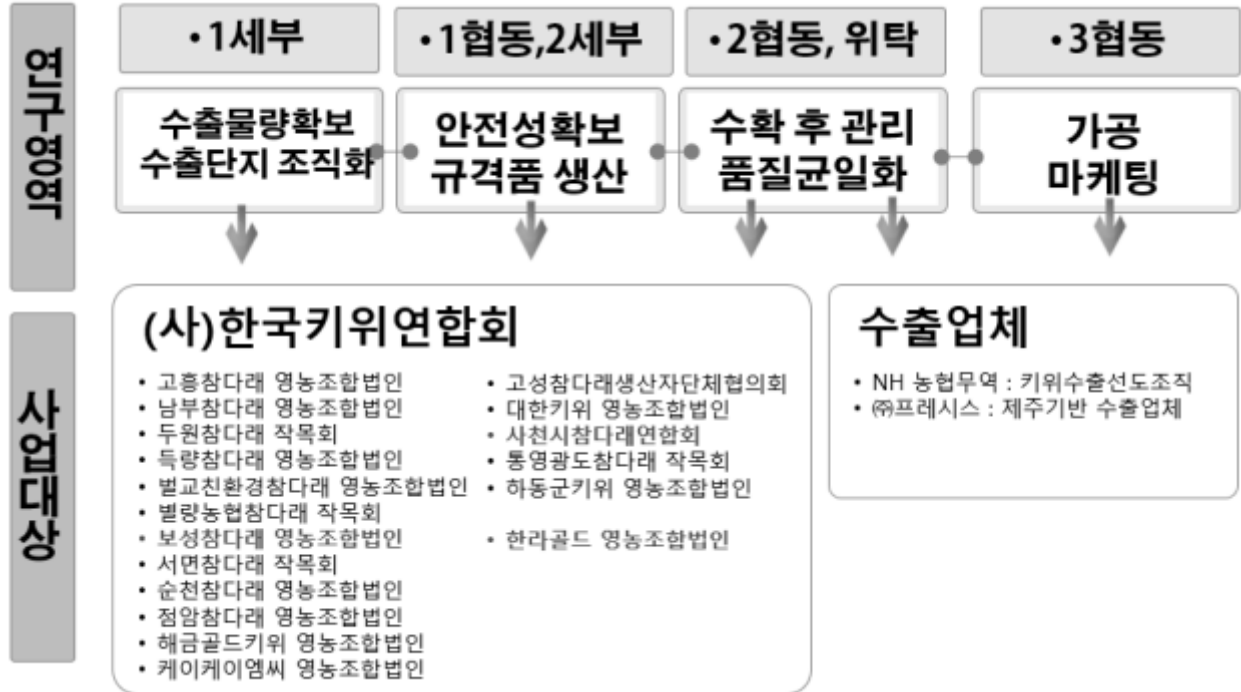 연구영역
• 1세부
• 1협동,2세부
• 2협동, 위탁
• 3협동
수출물량확보
수출단지 조직화
안전성확보
규격품 생산
수확 후 관리
품질균일화
가공
마케팅
사업대상
(사)한국키위연합회
• 고흥참다래 영농조합법인
• 남부참다래 영농조합법인
• 두원참다래 작목회
• 득량참다래 영농조합법인
• 벌교친환경참다래 영농조합법인
• 별량농협참다래 작목회
• 보성참다래 영농조합법인
• 서면참다래 작목회
• 순천참다래 영농조합법인
• 점암참다래 영농조합법인
• 해금골드키위 영농조합법인
• 케이케이엠씨 영농조합법인
• 고성참다래생산자단체협의회
• 대한키위 영농조합법인
• 사천시참다래연합회
• 통영광도참다래 작목회
• 하동군키위 영농조합법인
• 한라골드 영농조합법인
수출업체
• NH 농협무역 : 키위수출선도조직
• ㈜프레시스 : 제주기반 수출업체